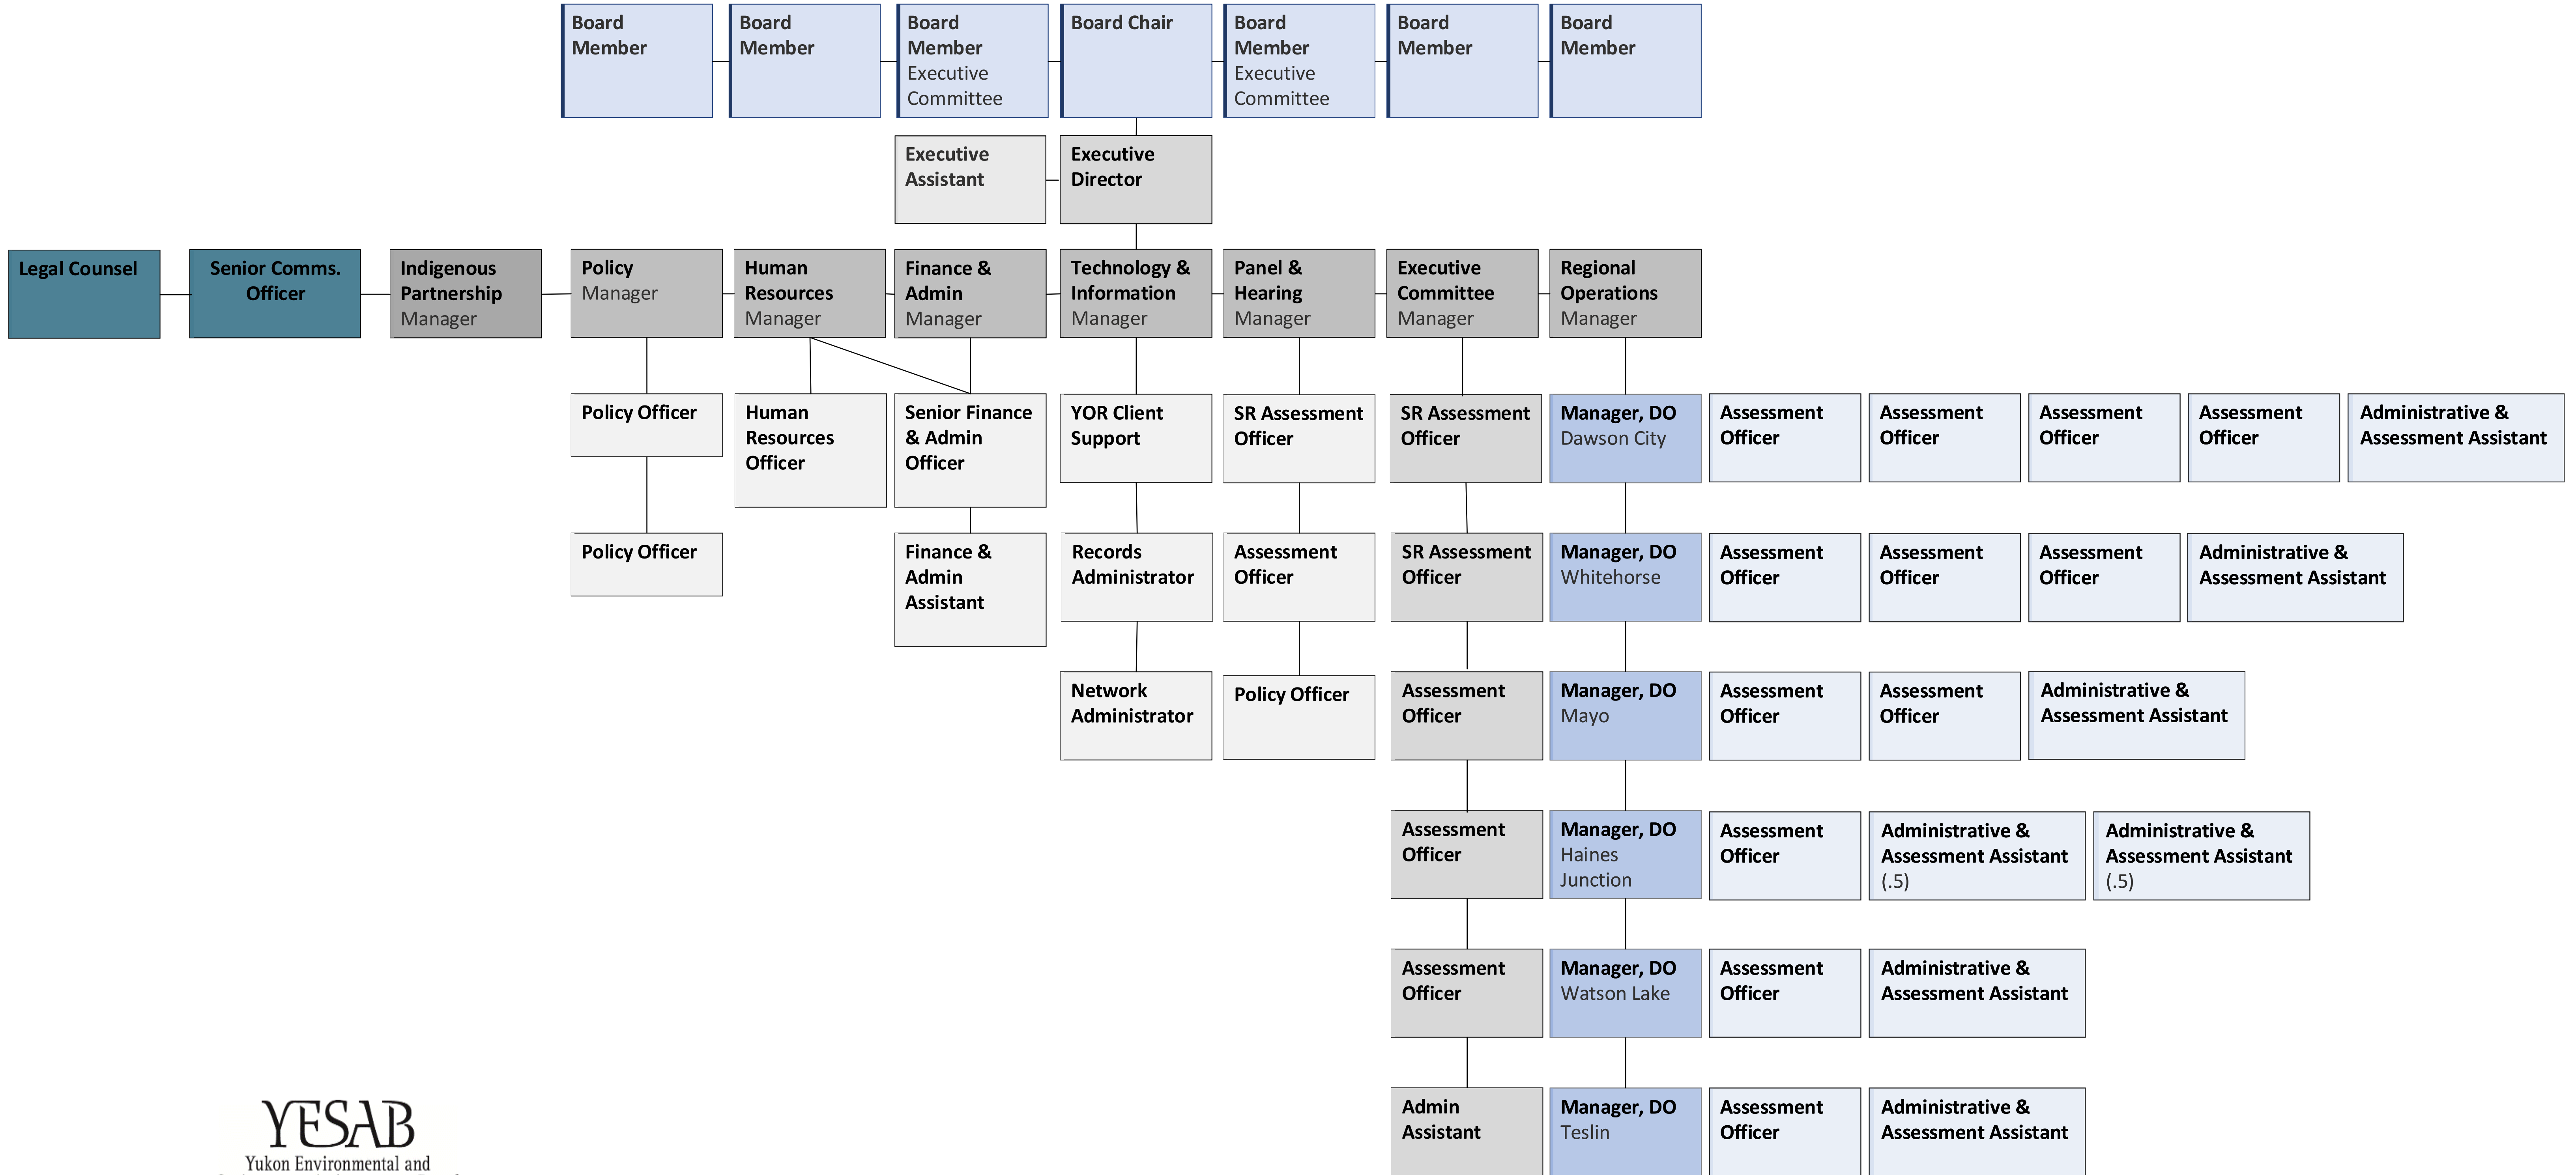 Board
Member
Board
Member
Board
Member
Executive
Committee
Board Chair
Board
Member
Executive
Committee
Board
Member
Board
Member
Executive
Assistant
Executive
Director
Legal Counsel
Senior Comms.
Officer
Indigenous
Partnership
Manager
Policy
Manager
Human
Resources
Manager
Finance &
Admin
Manager
Technology &
Information
Manager
Panel &
Hearing
Manager
Executive
Committee
Manager
Regional
Operations
Manager
Policy Officer
Human
Resources
Officer
Senior Finance
& Admin
Officer
YOR Client
Support
SR Assessment
Officer
SR Assessment
Officer
Manager, DO
Dawson City
Assessment
Officer
Assessment
Officer
Assessment
Officer
Assessment
Officer
Administrative &
Assessment Assistant
Policy Officer
Finance &
Admin
Assistant
Records
Administrator
Assessment
Officer
SR Assessment
Officer
Manager, DO
Whitehorse
Assessment
Officer
Assessment
Officer
Assessment
Officer
Administrative &
Assessment Assistant
Network
Administrator
Policy Officer
Assessment
Officer
Manager, DO
Mayo
Assessment
Officer
Assessment
Officer
Administrative &
Assessment Assistant
Assessment
Officer
Manager, DO
Haines
Junction
Assessment
Officer
Administrative &
Assessment Assistant
(.5)
Administrative &
Assessment Assistant
(.5)
Assessment
Officer
Manager, DO
Watson Lake
Assessment
Officer
Administrative &
Assessment Assistant
Admin
Assistant
Manager, DO
Teslin
Assessment
Officer
Administrative &
Assessment Assistant
YESAB
Yukon Environmental and